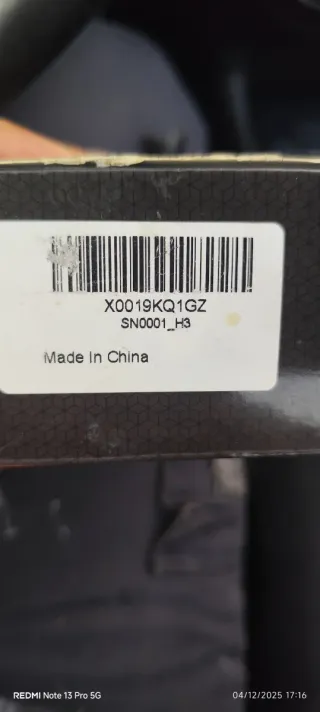 X0019KQ1GZ
SN0001_H3
Made In China
REDMI Note 13 Pro 5G
04/12/2025 17:16